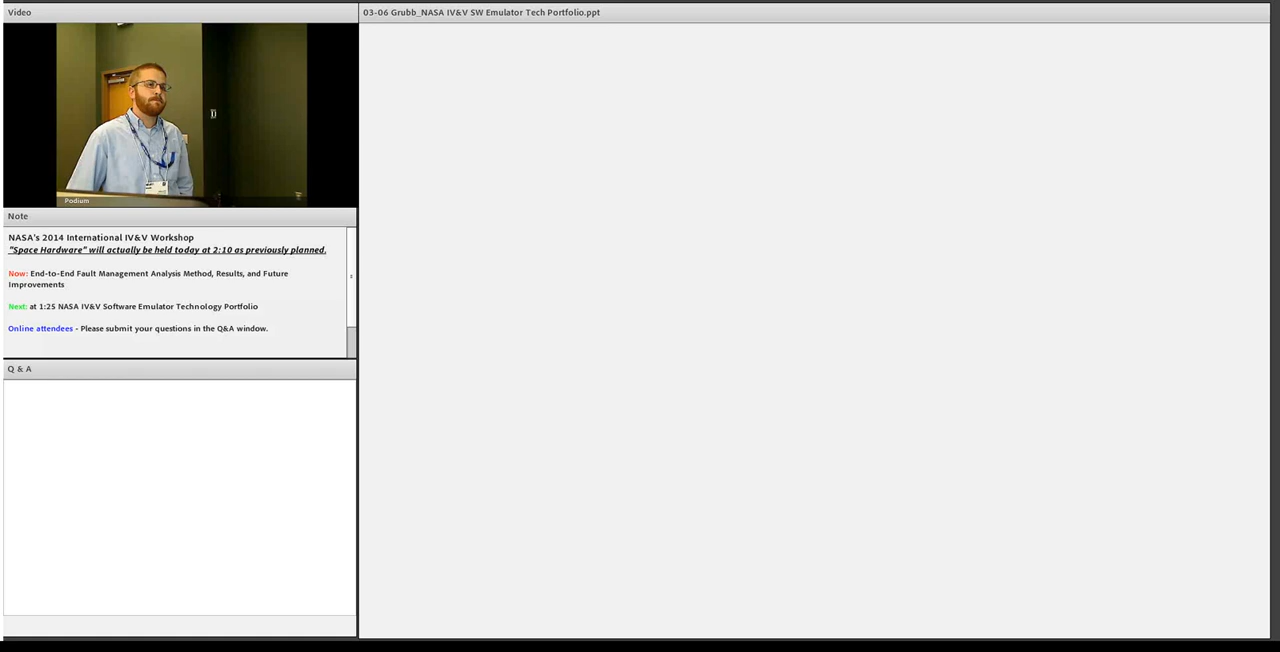 Video
03-06 Grubb_NASA IV&V SW Emulator Tech Portfolio.ppt
Podium
Note
NASA's 2014 International IV&V Workshop
"Space Hardware" will actually be held today at 2:10 as previously planned.
Now: End-to-End Fault Management Analysis Method, Results, and Future
Improvements
Next: at 1:25 NASA IV&V Software Emulator Technology Portfolio
Online attendees - Please submit your questions in the Q&A window.
Q & A